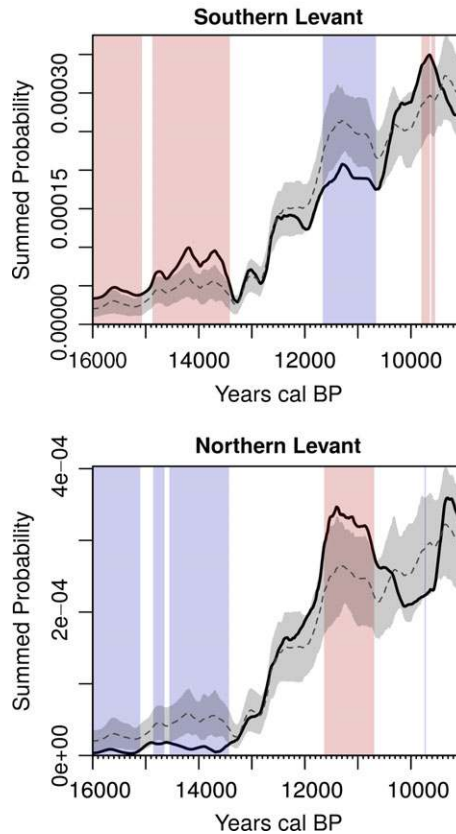 Southern Levant
Summed Probability
0.00000
0.00015
0.00030
16000
14000
12000
10000
Years cal BP
Northern Levant
Summed Probability
0e+00
2e−04
4e−04
16000
14000
12000
10000
Years cal BP